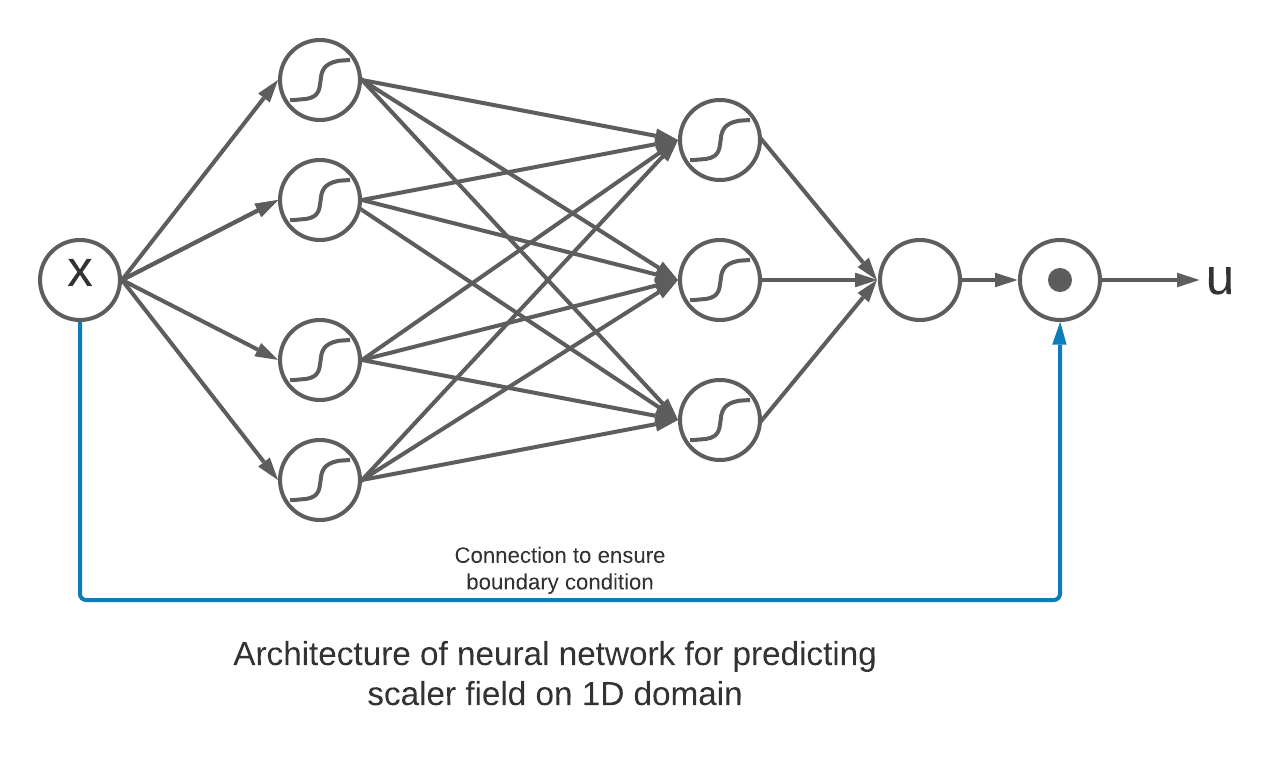 x
u
Connection to ensure
boundary condition
Architecture of neural network for predicting
scaler field on 1D domain